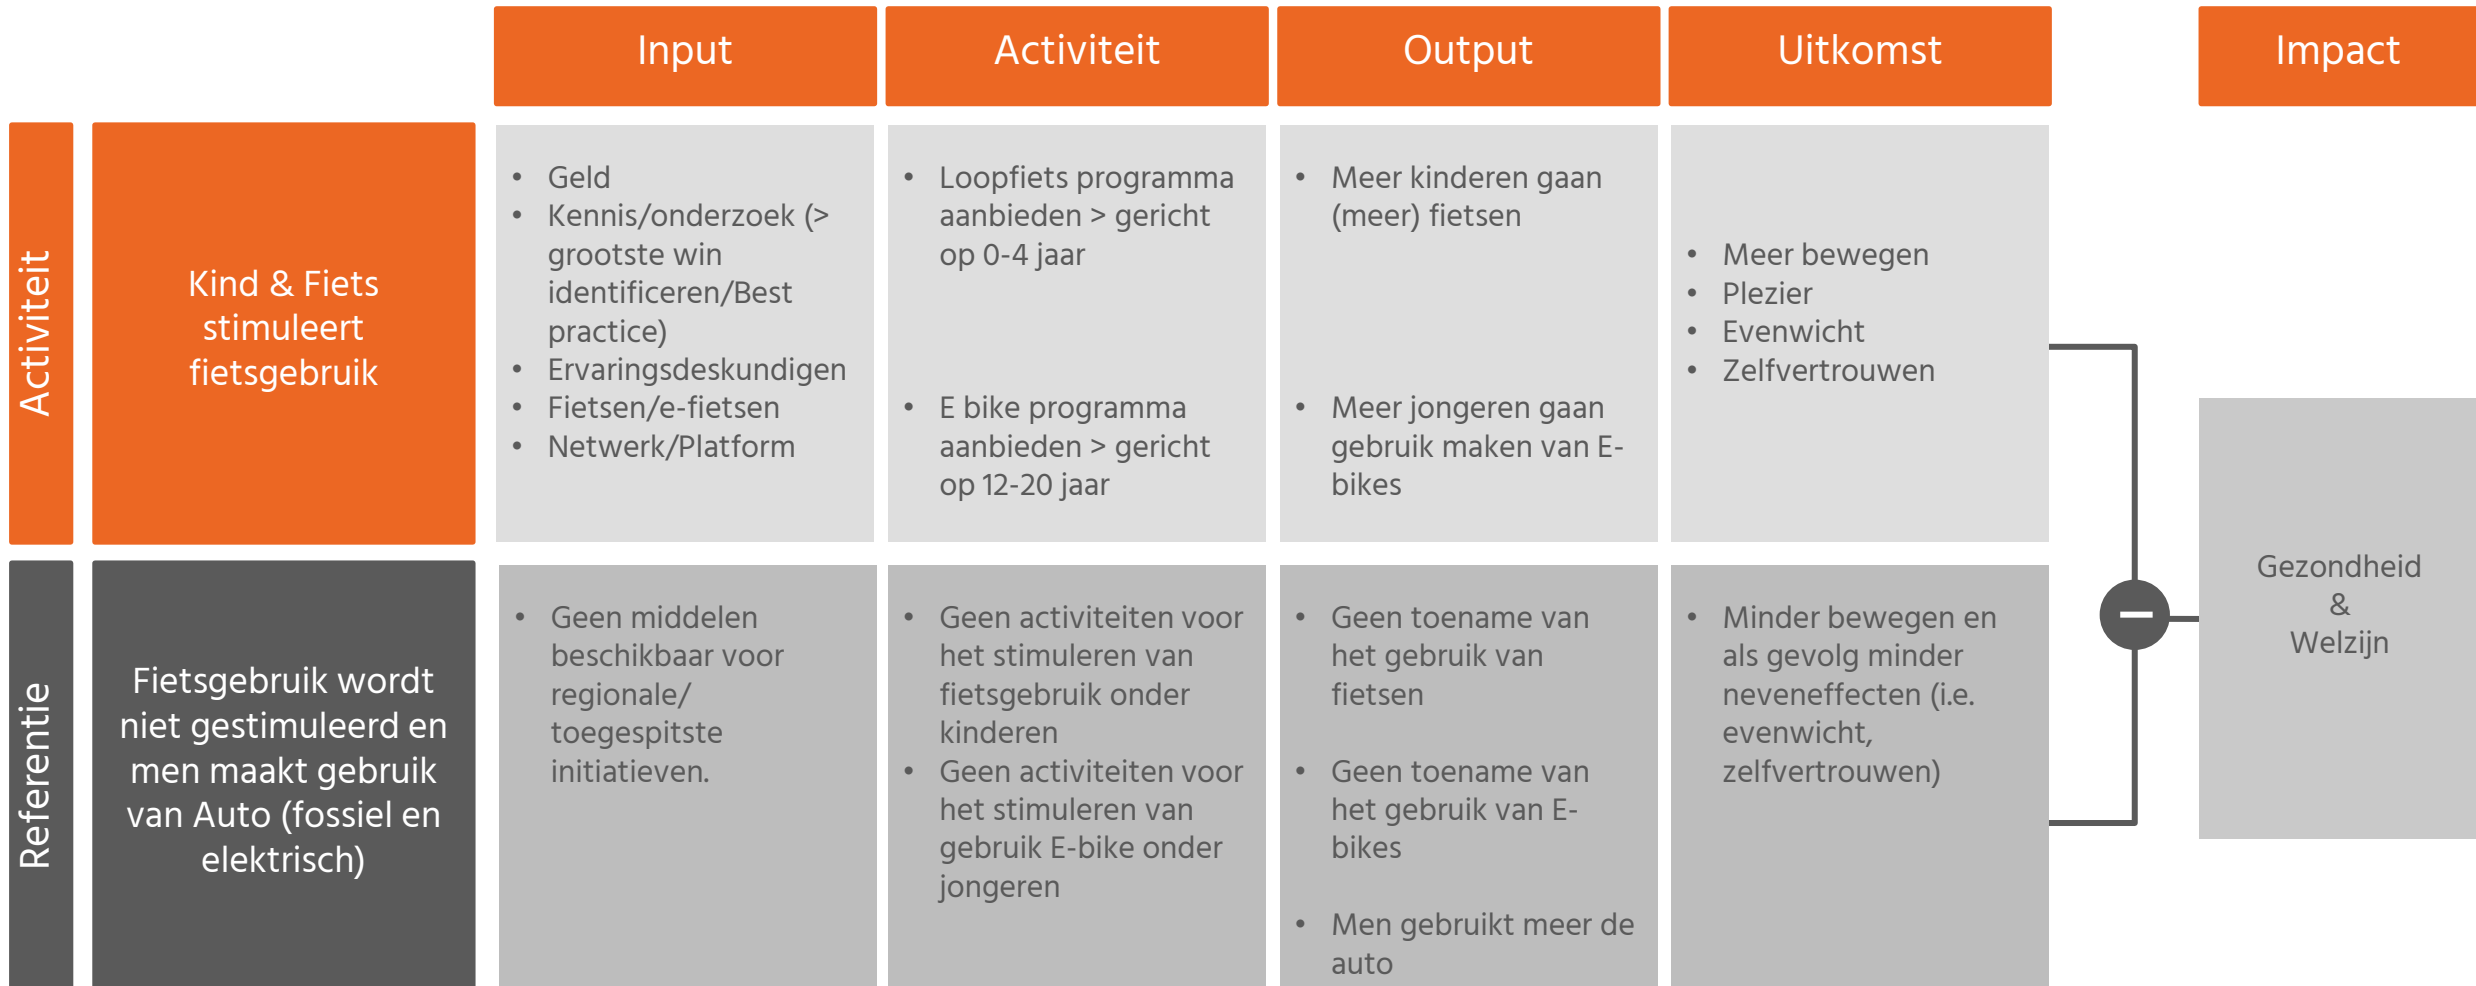 Input
Activiteit
Output
Uitkomst
Impact
Activiteit
Kind & Fiets
stimuleert
fietsgebruik
• Geld
• Kennis/onderzoek (>
grootste win
identificeren/Best
practice)
• Ervaringsdeskundigen
• Fietsen/e-fietsen
• Netwerk/Platform
• Loopfiets programma
aanbieden > gericht
op 0-4 jaar
• E bike programma
aanbieden > gericht
op 12-20 jaar
• Meer kinderen gaan
(meer) fietsen
• Meer jongeren gaan
gebruik maken van E-
bikes
• Meer bewegen
• Plezier
• Evenwicht
• Zelfvertrouwen
Referentie
Fietsgebruik wordt
niet gestimuleerd en
men maakt gebruik
van Auto (fossiel en
elektrisch)
• Geen middelen
beschikbaar voor
regionale/
toegespitste
initiatieven.
• Geen activiteiten voor
het stimuleren van
fietsgebruik onder
kinderen
• Geen activiteiten voor
het stimuleren van
gebruik E-bike onder
jongeren
• Geen toename van
het gebruik van
fietsen
• Geen toename van
het gebruik van E-
bikes
• Men gebruikt meer de
auto
• Minder bewegen en
als gevolg minder
neveneffecten (i.e.
evenwicht,
zelfvertrouwen)
−
Gezondheid
&
Welzijn